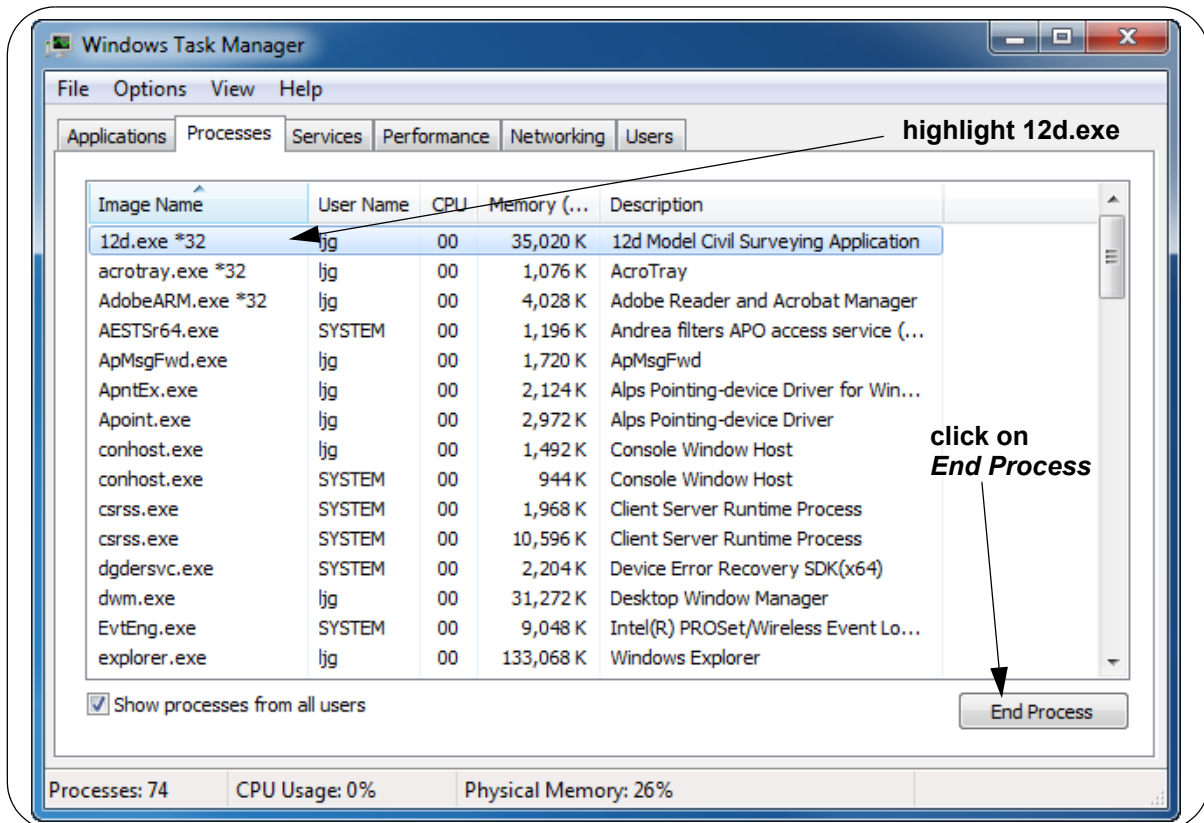 Windows Task Manager
File Options View Help
Applications Processes Services Performance Networking Users
highlight 12d.exe
Image Name User Name CPU Memory (... Description
12d.exe *32 ljg 00 35,020 K 12d Model Civil Surveying Application
acrotray.exe *32 ljg 00 1,076 K AcroTray
AdobeARM.exe *32 ljg 00 4,028 K Adobe Reader and Acrobat Manager
AESTSr64.exe SYSTEM 00 1,196 K Andrea filters APO access service (...
ApMsgFwd.exe ljg 00 1,720 K ApMsgFwd
ApntEx.exe ljg 00 2,124 K Alps Pointing-device Driver for Win...
Apoint.exe ljg 00 2,972 K Alps Pointing-device Driver
conhost.exe ljg 00 1,492 K Console Window Host
conhost.exe SYSTEM 00 944 K Console Window Host
csrss.exe SYSTEM 00 1,968 K Client Server Runtime Process
csrss.exe SYSTEM 00 10,596 K Client Server Runtime Process
dgdersvc.exe SYSTEM 00 2,204 K Device Error Recovery SDK(x64)
dwm.exe ljg 00 31,272 K Desktop Window Manager
EvtEng.exe SYSTEM 00 9,048 K Intel(R) PROSet/Wireless Event Lo...
explorer.exe ljg 00 133,068 K Windows Explorer
click on
End Process
Show processes from all users
End Process
Processes: 74 CPU Usage: 0% Physical Memory: 26%